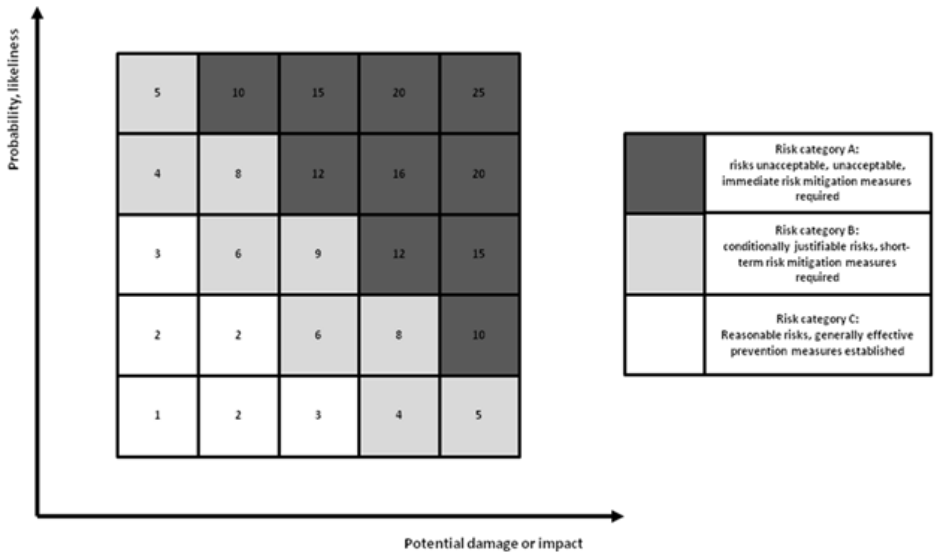 Probability, likeliness
5 10 15 20 25
4 8 12 16 20
3 6 9 12 15
2 2 6 8 10
1 2 3 4 5
Potential damage or impact
Risk category A:
risks unacceptable, unacceptable,
immediate risk mitigation measures
required
Risk category B:
conditionally justifiable risks, short-
term risk mitigation measures
required
Risk category C:
Reasonable risks, generally effective
prevention measures established